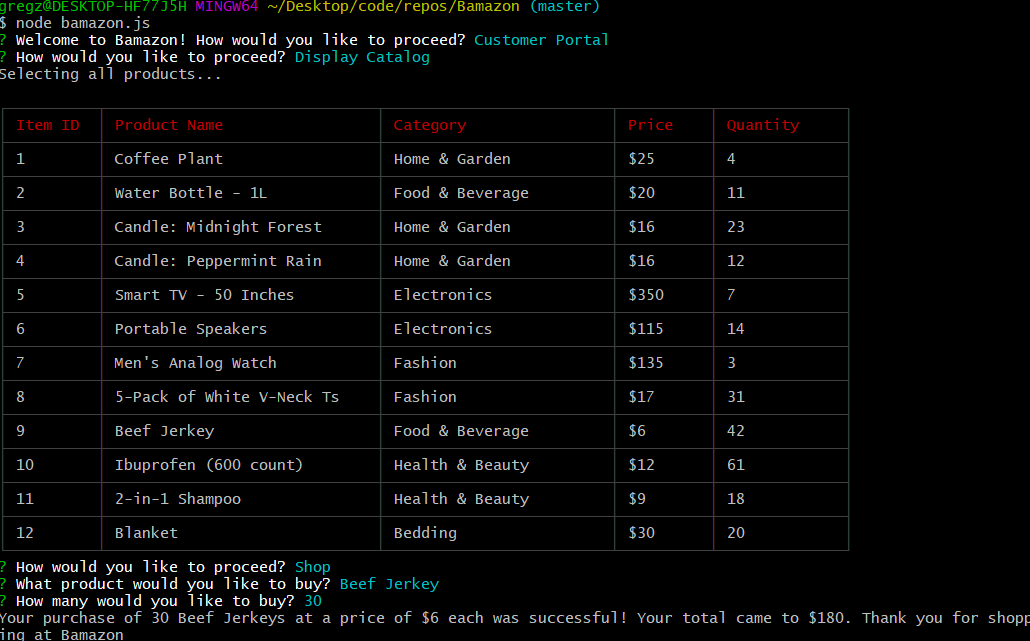 gregz@DESKTOP-HF77J5H MINGW64 ~/Desktop/code/repos/Bamazon (master)
$ node bamazon.js
? Welcome to Bamazon! How would you like to proceed? Customer Portal
? How would you like to proceed? Display Catalog
Selecting all products...
Item ID Product Name Category Price Quantity
1 Coffee Plant Home & Garden $25 4
2 Water Bottle - 1L Food & Beverage $20 11
3 Candle: Midnight Forest Home & Garden $16 23
4 Candle: Peppermint Rain Home & Garden $16 12
5 Smart TV - 50 Inches Electronics $350 7
6 Portable Speakers Electronics $115 14
7 Men's Analog Watch Fashion $135 3
8 5-Pack of White V-Neck Ts Fashion $17 31
9 Beef Jerkey Food & Beverage $6 42
10 Ibuprofen (600 count) Health & Beauty $12 61
11 2-in-1 Shampoo Health & Beauty $9 18
12 Blanket Bedding $30 20
? How would you like to proceed? Shop
? What product would you like to buy? Beef Jerkey
? How many would you like to buy? 30
Your purchase of 30 Beef Jerkeys at a price of $6 each was successful! Your total came to $180. Thank you for shopp
ing at Bamazon